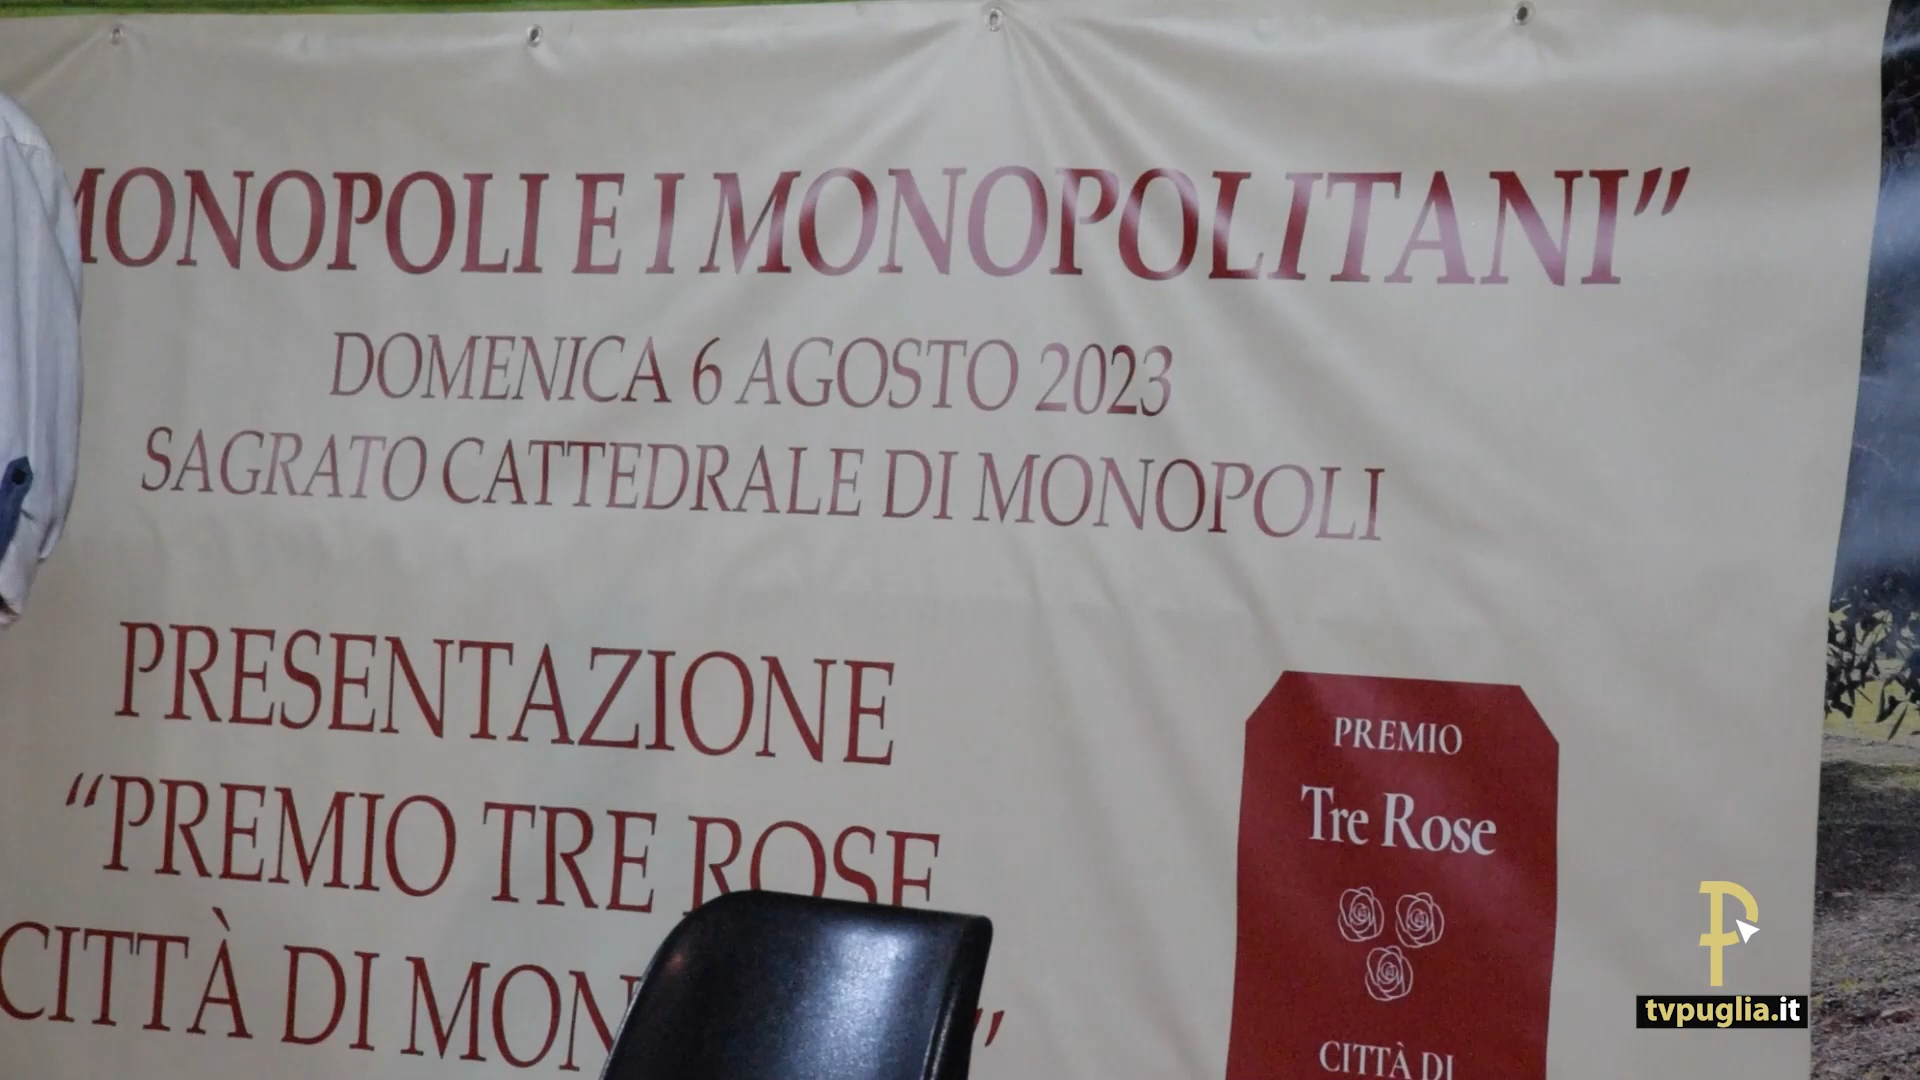 MONOPOLI E I MONOPOLITANI”
DOMENICA 6 AGOSTO 2023
SAGRATO CATTEDRALE DI MONOPOLI
PRESENTAZIONE
“PREMIO TRE ROSE
CITTÀ DI MON ”
PREMIO
Tre Rose
CITTÀ DI
tvpuglia.it